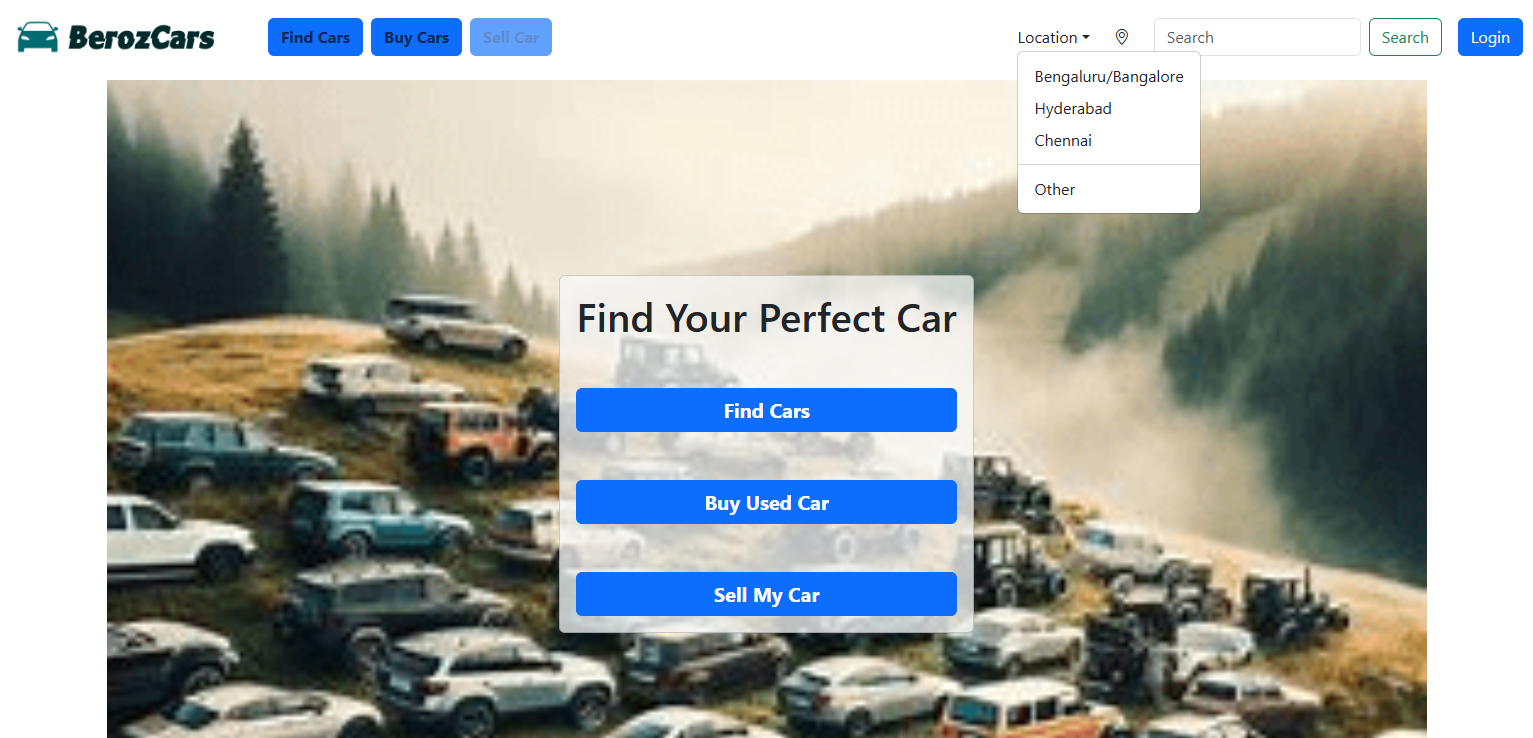 BerozCars Find Cars Buy Cars Sell Car Location Search Search Login
Bengaluru/Bangalore
Hyderabad
Chennai
Other
Find Your Perfect Car
Find Cars
Buy Used Car
Sell My Car